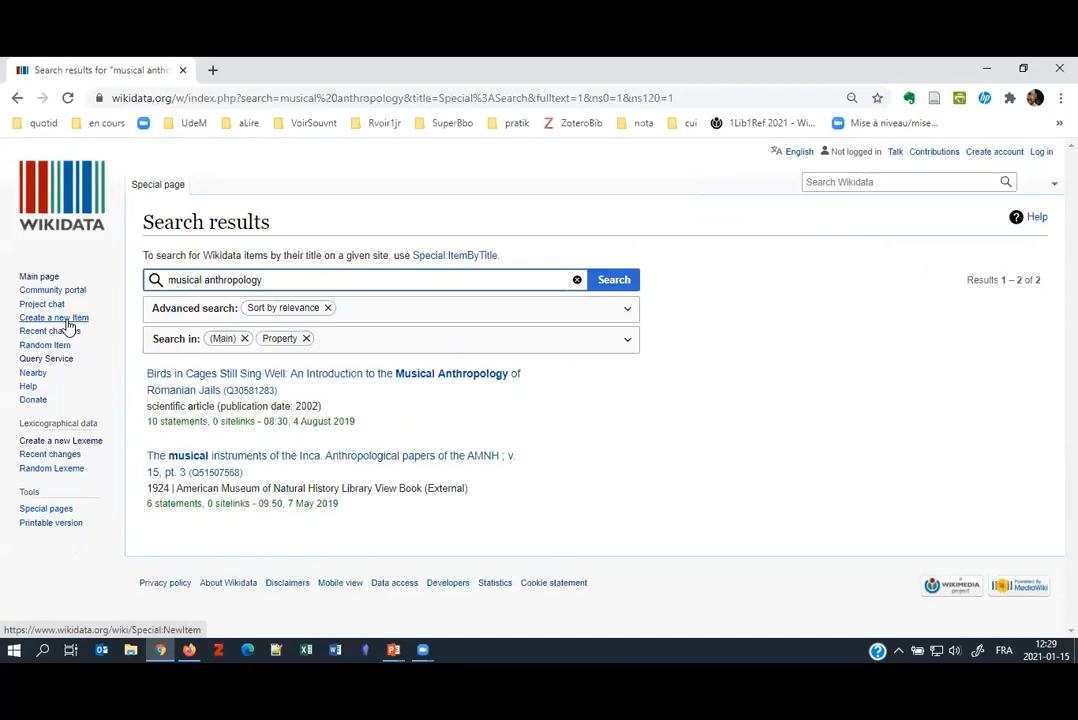 Search results for "musical anthr
wikidata.org/w/index.php?search=musical%20anthropology&title=Special%3ASearch&fulltext=1&ns0=1&ns120=1
quotid en cours UdeM aLire VoirSouvnt Rvoir1jr SuperBbo pratik Z ZoteroBib nota cui 1Lib1Ref 2021 - Wi... Mise à niveau/mise... »
English Not logged in Talk Contributions Create account Log in
Special page
Search Wikidata
WIKIDATA
Search results
Help
To search for Wikidata items by their title on a given site, use Special:ItemByTitle.
musical anthropology
Search
Results 1 – 2 of 2
Advanced search: Sort by relevance
Search in: (Main) Property
Birds in Cages Still Sing Well: An Introduction to the Musical Anthropology of
Romanian Jails (Q30581283)
scientific article (publication date: 2002)
10 statements, 0 sitelinks - 08:30, 4 August 2019
The musical instruments of the Inca. Anthropological papers of the AMNH ; v.
15, pt. 3 (Q51507568)
1924 | American Museum of Natural History Library View Book (External)
6 statements, 0 sitelinks - 09:50, 7 May 2019
Main page
Community portal
Project chat
Create a new Item
Recent
Random Item
Query Service
Nearby
Help
Donate
Lexicographical data
Create a new Lexeme
Recent changes
Random Lexeme
Tools
Special pages
Printable version
Privacy policy About Wikidata Disclaimers Mobile view Data access Developers Statistics Cookie statement
WIKIMEDIA
project
Powered By
MediaWiki
https://www.wikidata.org/wiki/Special:NewItem
FRA
12:29
2021-01-15